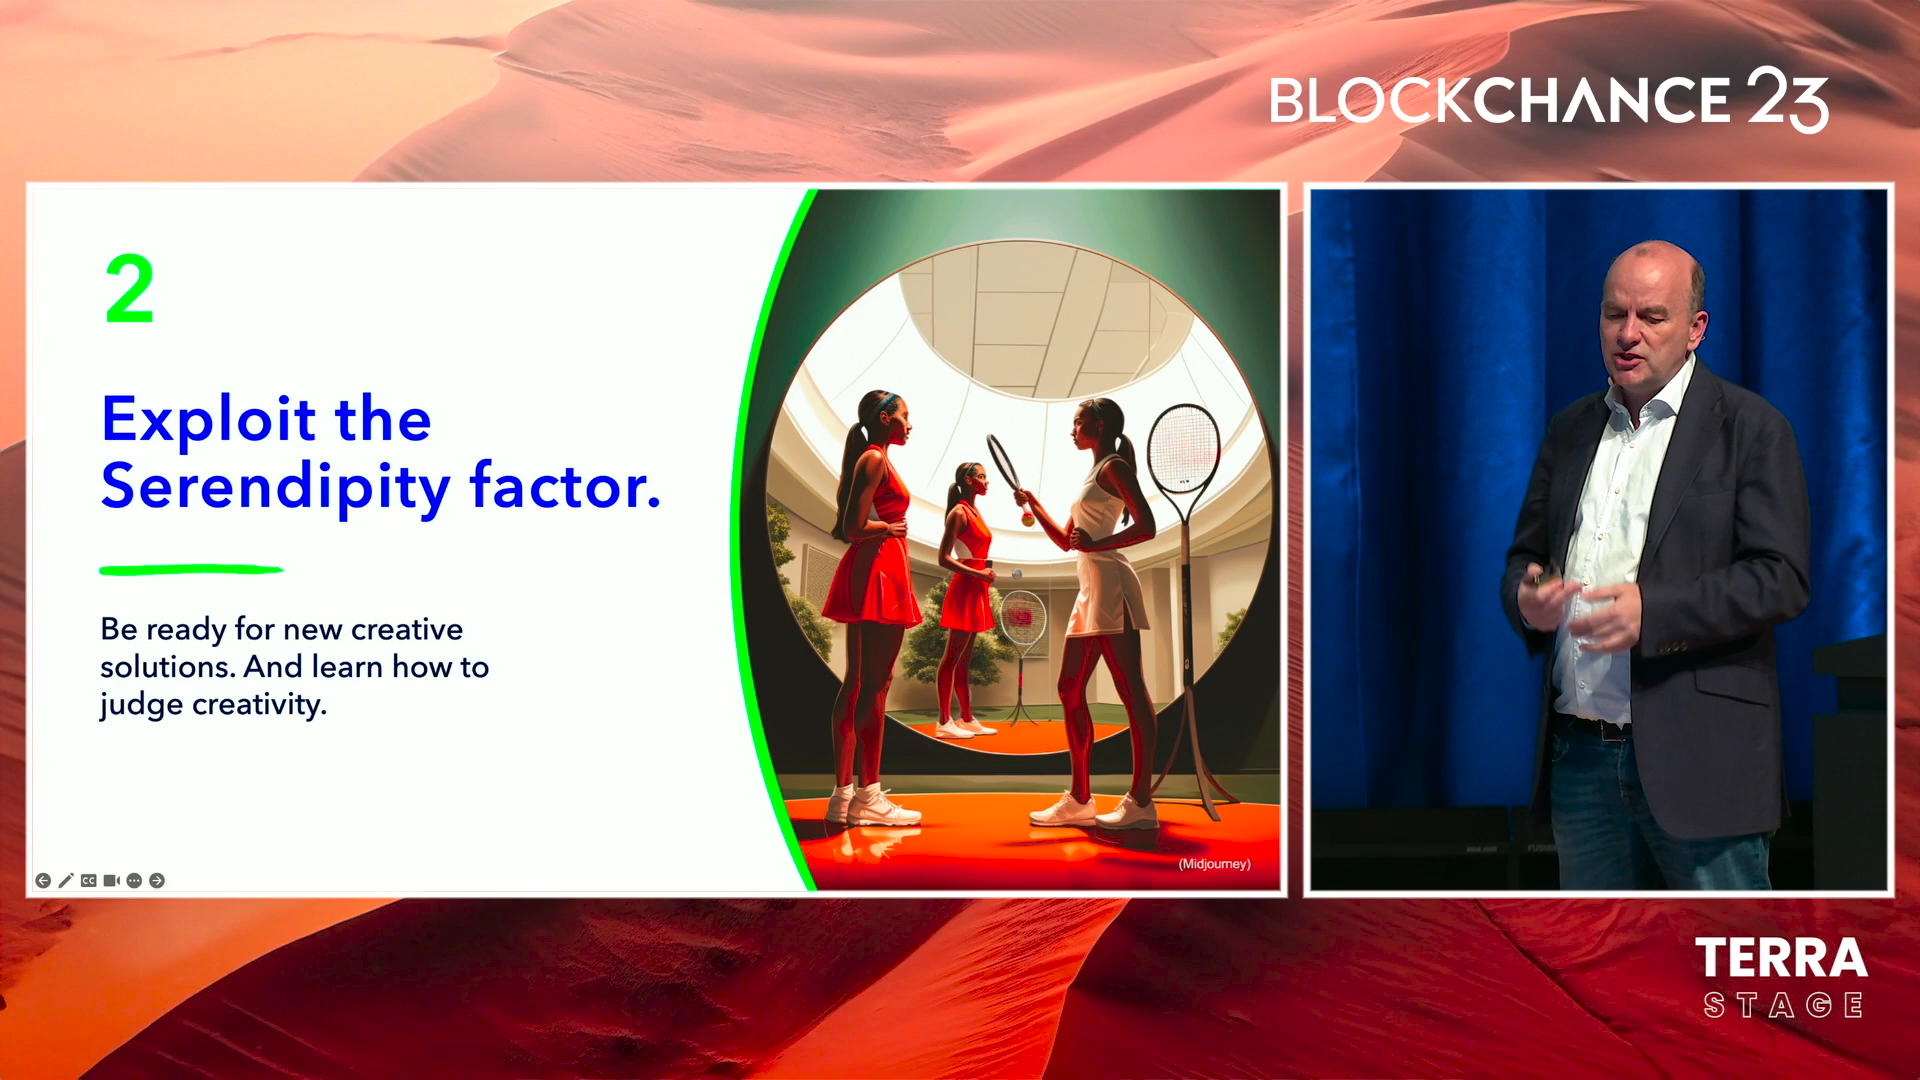 BLOCKCHANCE 23
2
Exploit the
Serendipity factor.
Be ready for new creative
solutions. And learn how to
judge creativity.
(Midjourney)
CC
TERRA
STAGE